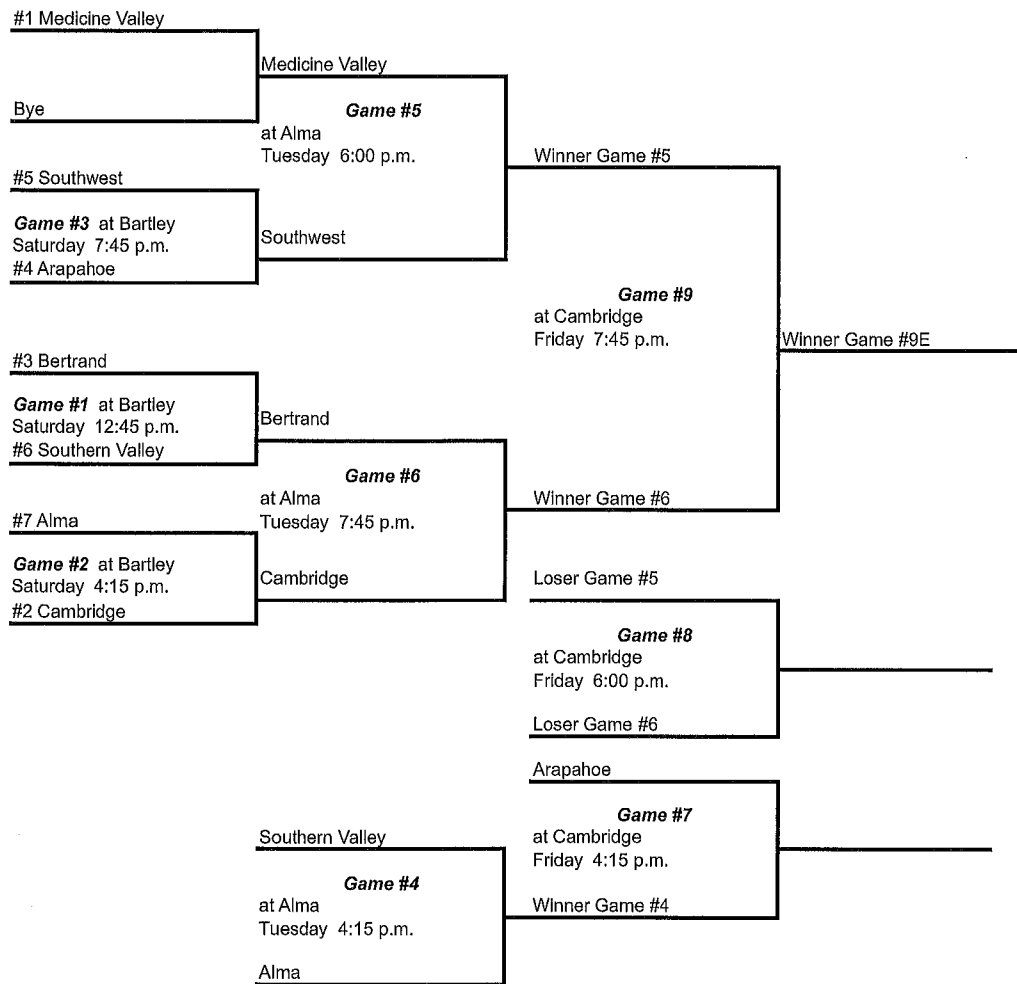 #1 Medicine Valley
Medicine Valley
Bye
Game #5
at Alma
Tuesday 6:00 p.m.
Winner Game #5
#5 Southwest
Game #3 at Bartley
Saturday 7:45 p.m.
#4 Arapahoe
Southwest
Game #9
at Cambridge
Friday 7:45 p.m.
Winner Game #9E
#3 Bertrand
Game #1 at Bartley
Saturday 12:45 p.m.
#6 Southern Valley
Bertrand
Game #6
at Alma
Tuesday 7:45 p.m.
Winner Game #6
#7 Alma
Game #2 at Bartley
Saturday 4:15 p.m.
#2 Cambridge
Cambridge
Loser Game #5
Game #8
at Cambridge
Friday 6:00 p.m.
Loser Game #6
Arapahoe
Game #7
at Cambridge
Friday 4:15 p.m.
Winner Game #4
Southern Valley
Game #4
at Alma
Tuesday 4:15 p.m.
Alma